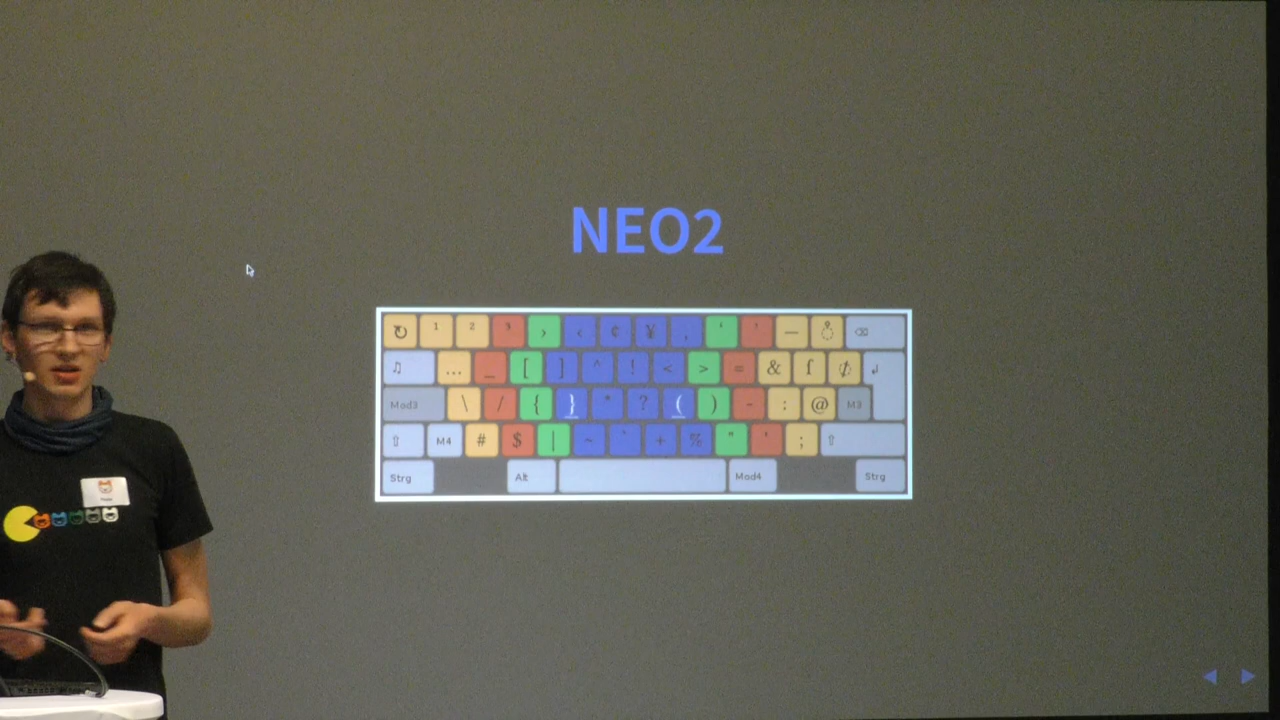 NEO2
↻ ¹ ² ³ › ‹ ¢ ¥ ‚ ‘ ’ — ⌫
♫ … _ [ ] ^ ! < > = & ſ ↲
Mod3 \ / { } * ? ( ) - : @ M3
⇧ M4 # $ | ~ ` + % " ' ; ⇧
Strg Alt Mod4 Strg